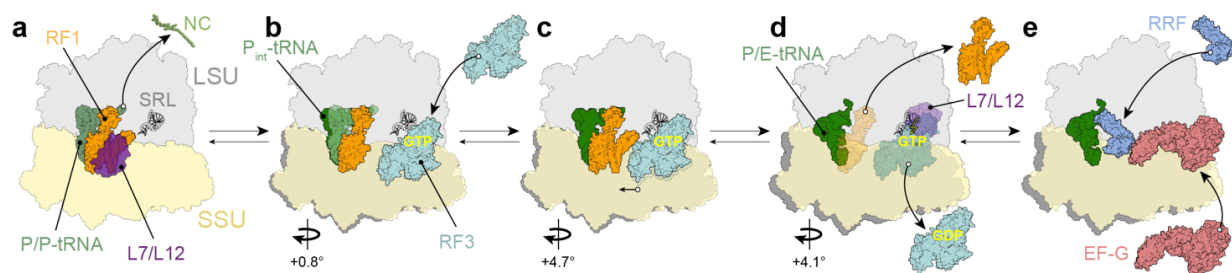 a
NC
RF1
LSU
SRL
SSU
P/P-tRNA
L7/L12
b
Pint-tRNA
GTP
RF3
+0.8°
c
GTP
+4.7°
d
P/E-tRNA
L7/L12
GTP
GDP
+4.1°
e
RRF
EF-G